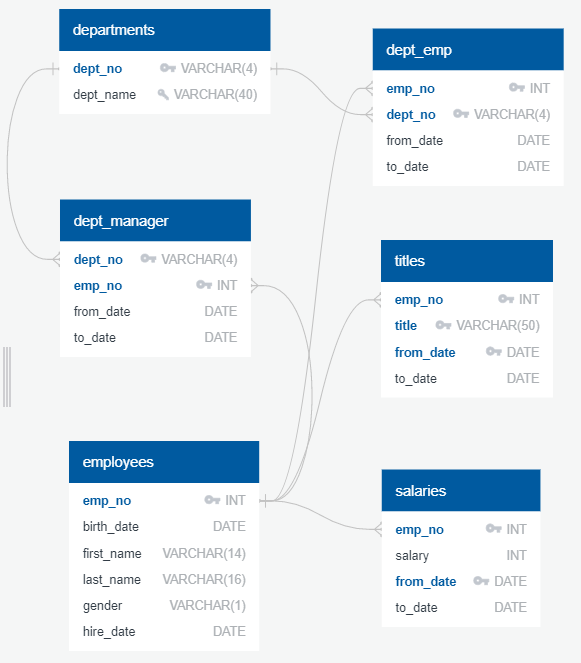 departments
dept_no VARCHAR(4)
dept_name VARCHAR(40)
dept_emp
emp_no INT
dept_no VARCHAR(4)
from_date DATE
to_date DATE
dept_manager
dept_no VARCHAR(4)
emp_no INT
from_date DATE
to_date DATE
titles
emp_no INT
title VARCHAR(50)
from_date DATE
to_date DATE
employees
emp_no INT
birth_date DATE
first_name VARCHAR(14)
last_name VARCHAR(16)
gender VARCHAR(1)
hire_date DATE
salaries
emp_no INT
salary INT
from_date DATE
to_date DATE